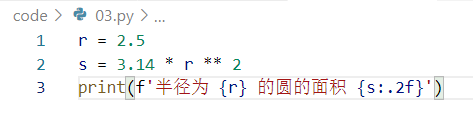 code > 03.py > ...
1 r = 2.5
2 s = 3.14 * r ** 2
3 print(f'半径为 {r} 的圆的面积 {s:.2f}')